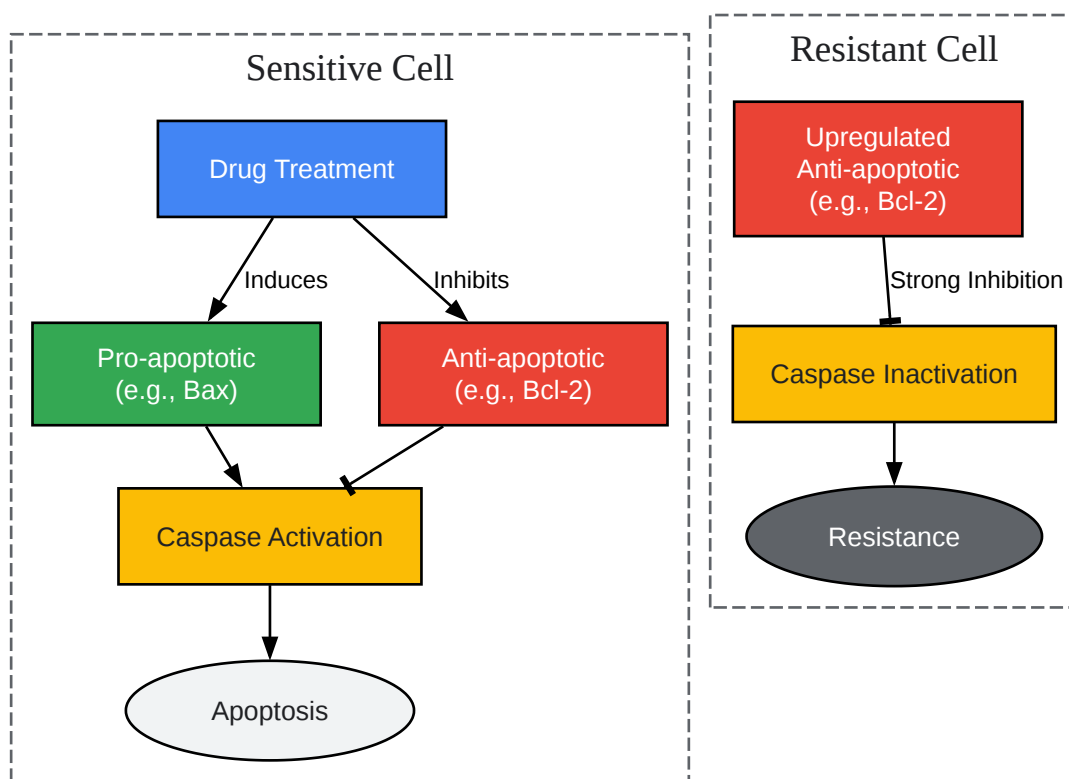 Sensitive Cell
Drug Treatment
Induces
Inhibits
Pro-apoptotic
(e.g., Bax)
Anti-apoptotic
(e.g., Bcl-2)
Caspase Activation
Apoptosis
Resistant Cell
Upregulated
Anti-apoptotic
(e.g., Bcl-2)
Strong Inhibition
Caspase Inactivation
Resistance